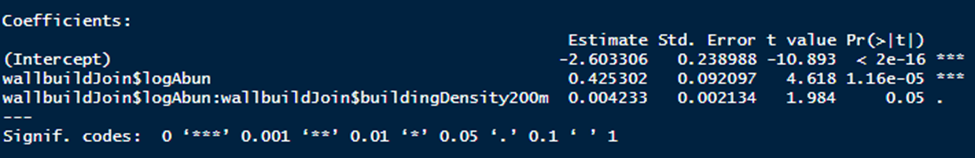 Coefficients:
Estimate Std. Error t value Pr(>|t|)
(Intercept) -2.603306 0.238988 -10.893 < 2e-16 ***
wallbuildJoin$logAbun 0.425302 0.092097 4.618 1.16e-05 ***
wallbuildJoin$logAbun:wallbuildJoin$buildingDensity200m 0.004233 0.002134 1.984 0.05 .
---
Signif. codes: 0 ‘***’ 0.001 ‘**’ 0.01 ‘*’ 0.05 ‘.’ 0.1 ‘ ’ 1